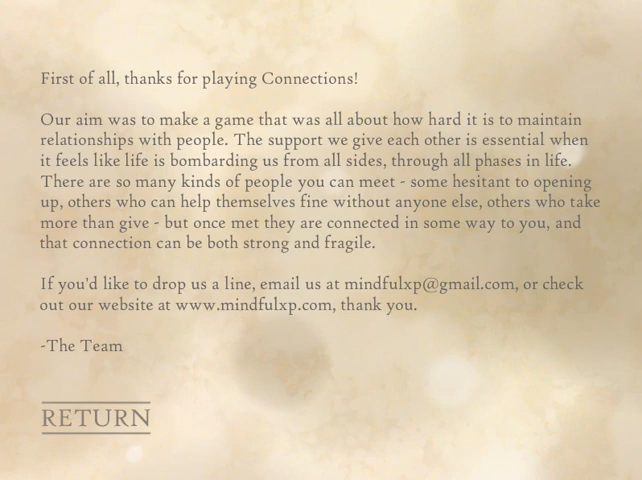 First of all, thanks for playing Connections!
Our aim was to make a game that was all about how hard it is to maintain
relationships with people. The support we give each other is essential when
it feels like life is bombarding us from all sides, through all phases in life.
There are so many kinds of people you can meet - some hesitant to opening
up, others who can help themselves fine without anyone else, others who take
more than give - but once met they are connected in some way to you, and
that connection can be both strong and fragile.
If you'd like to drop us a line, email us at mindfulxp@gmail.com, or check
out our website at www.mindfulxp.com, thank you.
-The Team
RETURN